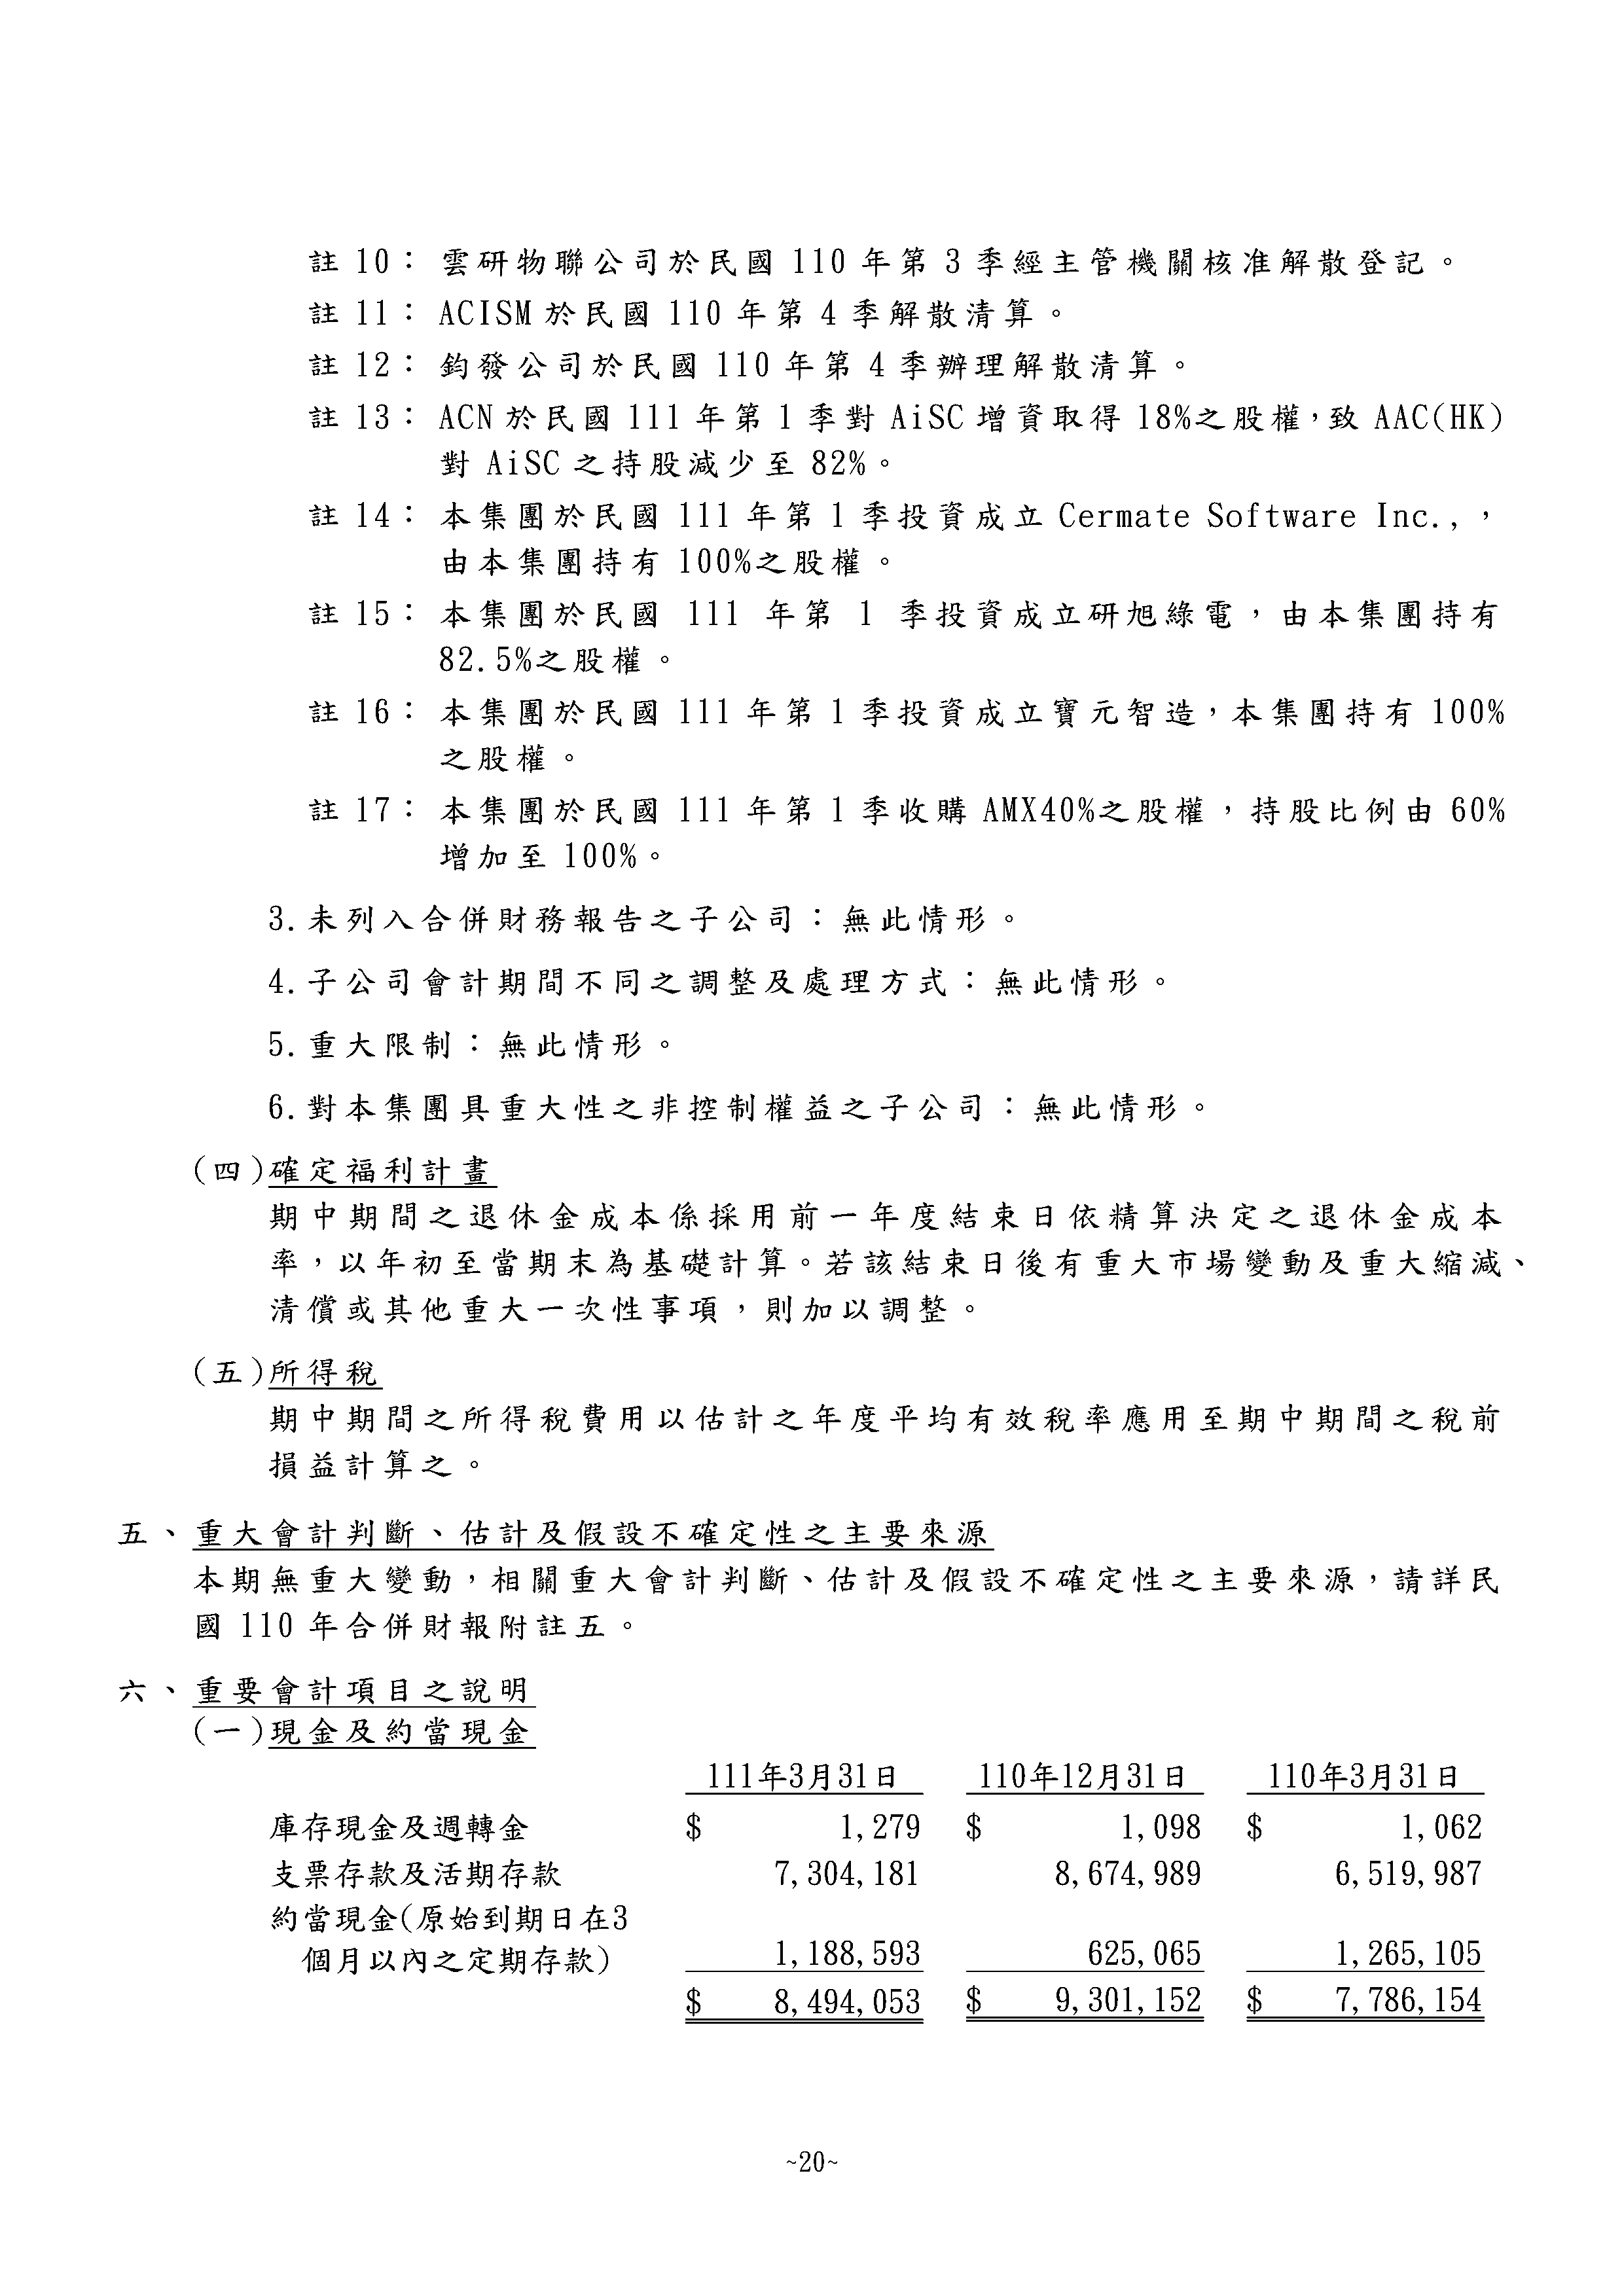 註 10： 雲研物聯公司於民國 110 年第 3 季經主管機關核准解散登記。
註 11： ACISM 於民國 110 年第 4 季解散清算。
註 12： 鈞發公司於民國 110 年第 4 季辦理解散清算。
註 13： ACN 於民國 111 年第 1 季對 AiSC 增資取得 18%之股權，致 AAC(HK)
對 AiSC 之持股減少至 82%。
註 14： 本集團於民國 111 年第 1 季投資成立 Cermate Software Inc.,，
由本集團持有 100%之股權。
註 15： 本集團於民國 111 年第 1 季投資成立研旭綠電，由本集團持有
82.5%之股權。
註 16： 本集團於民國 111 年第 1 季投資成立寶元智造，本集團持有 100%
之股權。
註 17： 本集團於民國 111 年第 1 季收購 AMX40%之股權，持股比例由 60%
增加至 100%。
3.未列入合併財務報告之子公司：無此情形。
4.子公司會計期間不同之調整及處理方式：無此情形。
5.重大限制：無此情形。
6.對本集團具重大性之非控制權益之子公司：無此情形。
(四)確定福利計畫
期中期間之退休金成本係採用前一年度結束日依精算決定之退休金成本
率，以年初至當期末為基礎計算。若該結束日後有重大市場變動及重大縮減、
清償或其他重大一次性事項，則加以調整。
(五)所得稅
期中期間之所得稅費用以估計之年度平均有效稅率應用至期中期間之稅前
損益計算之。
五、重大會計判斷、估計及假設不確定性之主要來源
本期無重大變動，相關重大會計判斷、估計及假設不確定性之主要來源，請詳民
國 110 年合併財報附註五。
六、重要會計項目之說明
(一)現金及約當現金
111年3月31日 110年12月31日 110年3月31日
庫存現金及週轉金 $ 1,279 $ 1,098 $ 1,062
支票存款及活期存款 7,304,181 8,674,989 6,519,987
約當現金(原始到期日在3
個月以內之定期存款) 1,188,593 625,065 1,265,105
$ 8,494,053 $ 9,301,152 $ 7,786,154
~20~